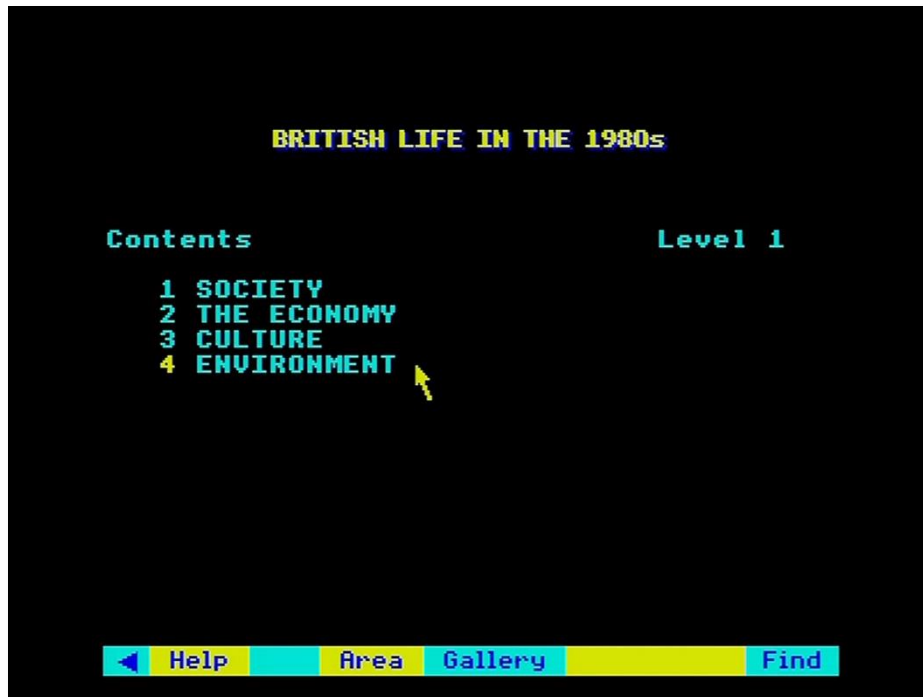 BRITISH LIFE IN THE 1980s
Contents Level 1
1 SOCIETY
2 THE ECONOMY
3 CULTURE
4 ENVIRONMENT
Help Area Gallery Find